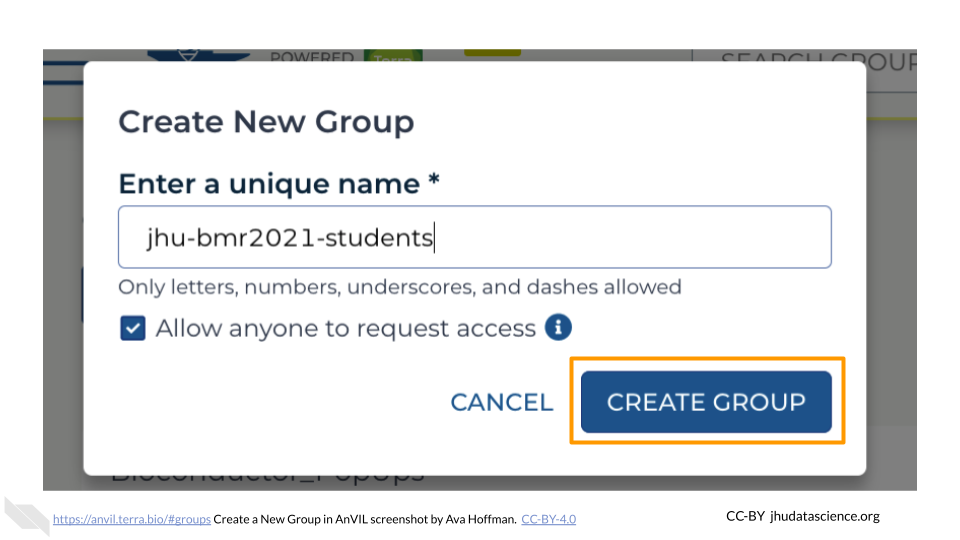 POWERED Terra
SEARCH GROUP
Create New Group
Enter a unique name *
jhu-bmr2021-students
Only letters, numbers, underscores, and dashes allowed
Allow anyone to request access
CANCEL
CREATE GROUP
Bioconductor_PopUps
https://anvil.terra.bio/#groups Create a New Group in AnVIL screenshot by Ava Hoffman. CC-BY-4.0
CC-BY jhudatascience.org